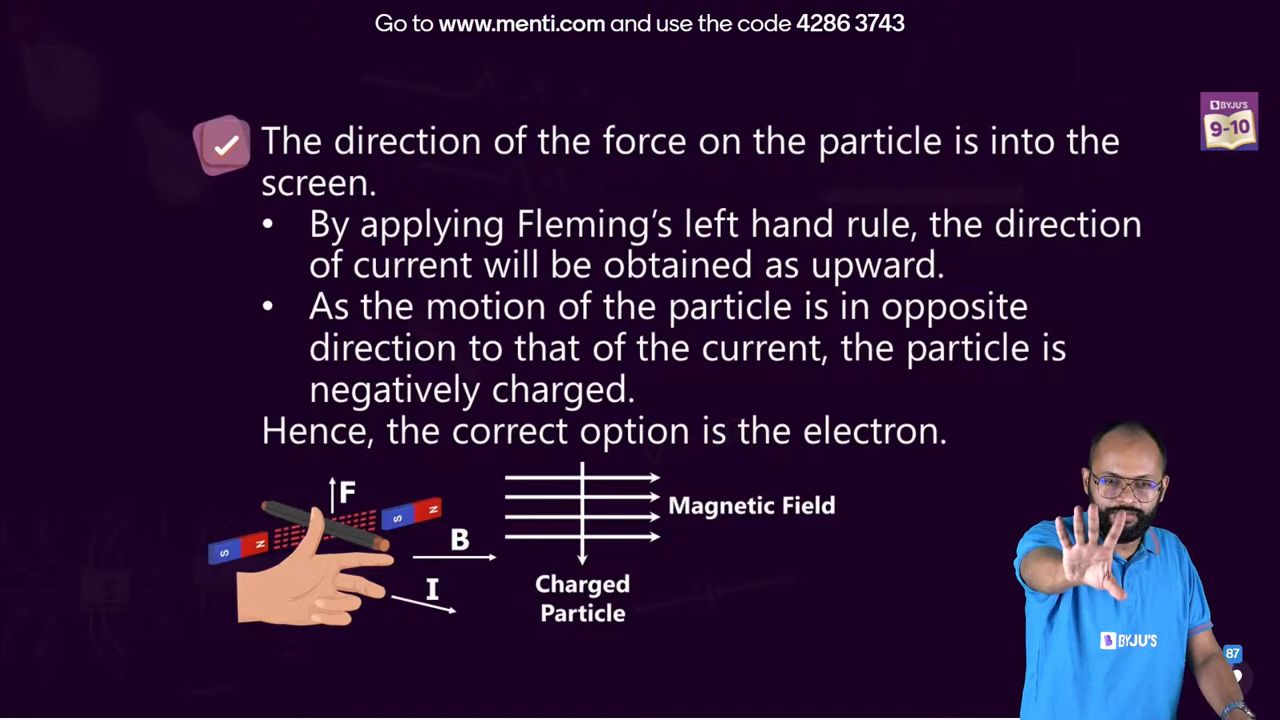 Go to www.menti.com and use the code 4286 3743
BYJU'S
9-10
The direction of the force on the particle is into the
screen.
• By applying Fleming's left hand rule, the direction
of current will be obtained as upward.
• As the motion of the particle is in opposite
direction to that of the current, the particle is
negatively charged.
Hence, the correct option is the electron.
F
S N
S N
B
I
Magnetic Field
Charged
Particle
BYJU'S
87